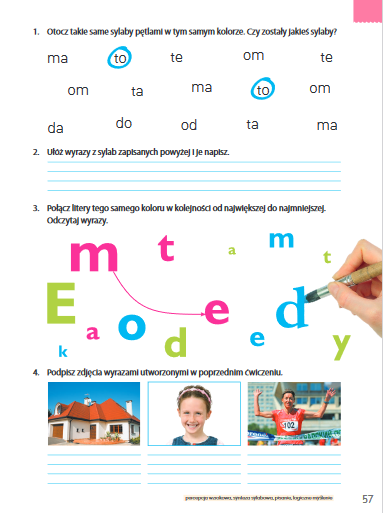 1. Otocz takie same sylaby pętlami w tym samym kolorze. Czy zostały jakieś sylaby?
ma to te om te
om ta ma to om
da do od ta ma
2. Ułóż wyrazy z sylab zapisanych powyżej i je napisz.
3. Połącz litery tego samego koloru w kolejności od największej do najmniejszej.
Odczytaj wyrazy.
m t a m t
E a o d e d e y
k
4. Podpisz zdjęcia wyrazami utworzonymi w poprzednim ćwiczeniu.
102
percepcja wzrokowa, synteza sylabowa, pisanie, logiczne myślenie 57